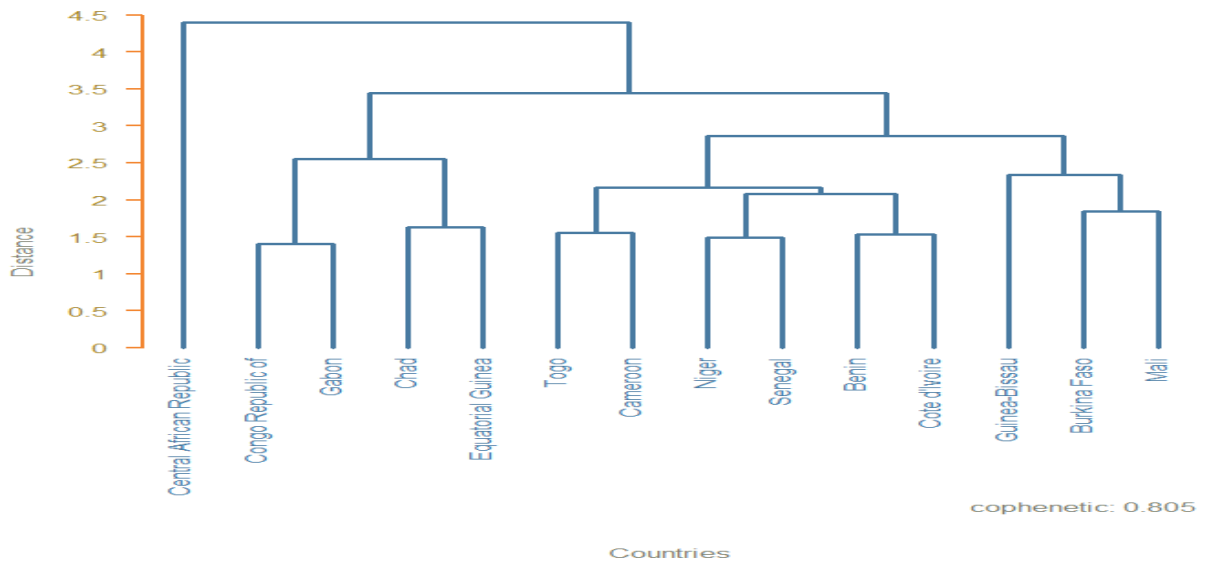 4.5
4
3.5
3
2.5
2
1.5
1
0.5
0
Distance
Central African Republic
Congo Republic of
Gabon
Chad
Equatorial Guinea
Togo
Cameroon
Niger
Senegal
Benin
Cote d'Ivoire
Guinea-Bissau
Burkina Faso
Mali
cophenetic: 0.805
Countries